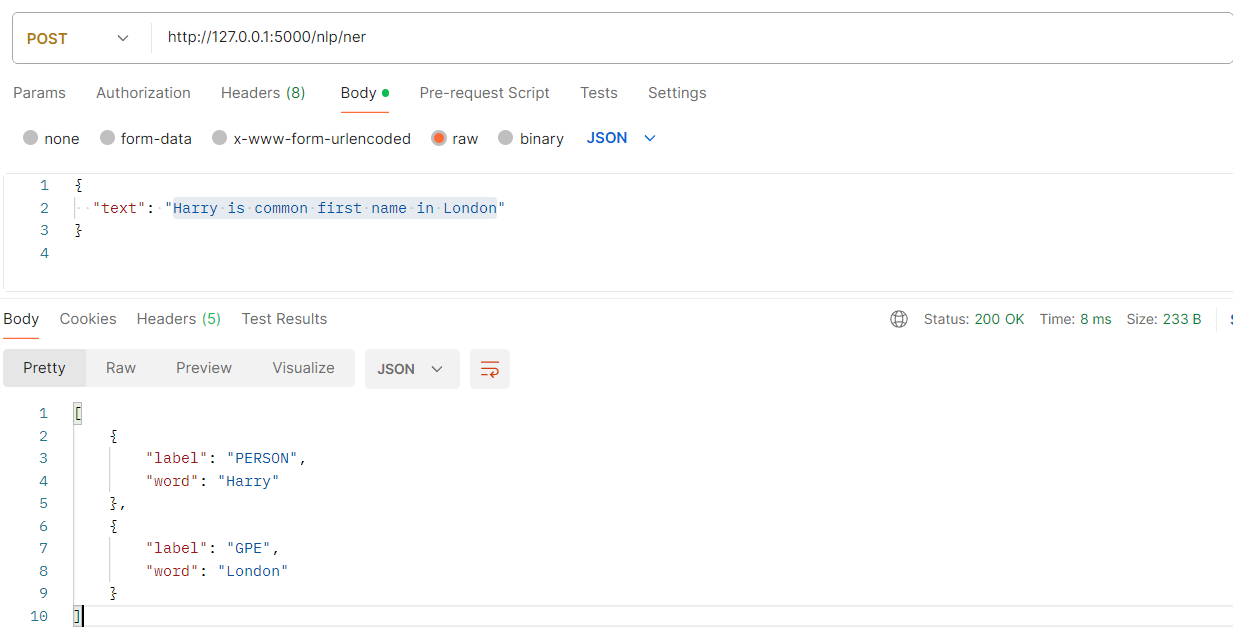 POST http://127.0.0.1:5000/nlp/ner
Params Authorization Headers (8) Body Pre-request Script Tests Settings
none form-data x-www-form-urlencoded raw binary JSON
1 {
2 "text": "Harry is common first name in London"
3 }
4
Body Cookies Headers (5) Test Results Status: 200 OK Time: 8 ms Size: 233 B
Pretty Raw Preview Visualize JSON
1 [
2 {
3 "label": "PERSON",
4 "word": "Harry"
5 },
6 {
7 "label": "GPE",
8 "word": "London"
9 }
10 ]